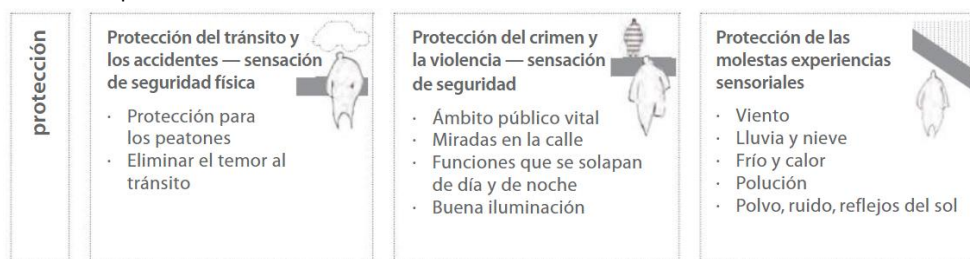 protección
Protección del tránsito y
los accidentes — sensación
de seguridad física
· Protección para
los peatones
· Eliminar el temor al
tránsito
Protección del crimen y
la violencia — sensación
de seguridad
· Ámbito público vital
· Miradas en la calle
· Funciones que se solapan
de día y de noche
· Buena iluminación
Protección de las
molestas experiencias
sensoriales
· Viento
· Lluvia y nieve
· Frío y calor
· Polución
· Polvo, ruido, reflejos del sol